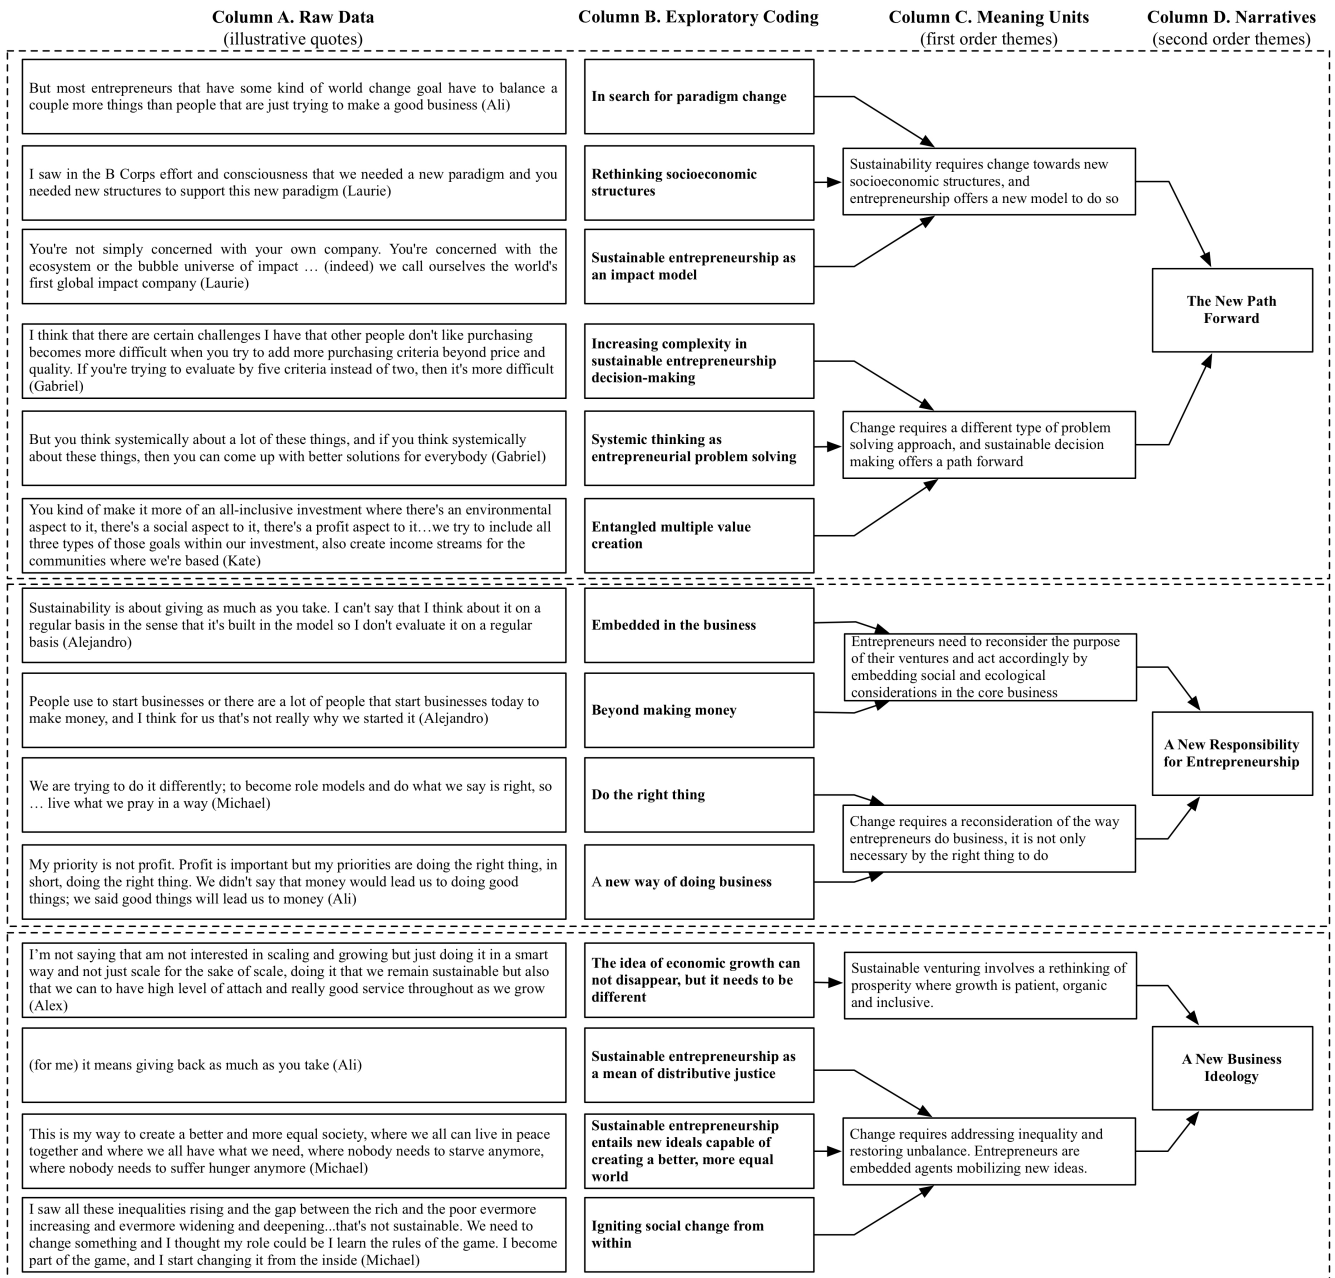 Column A. Raw Data
(illustrative quotes)
Column B. Exploratory Coding
Column C. Meaning Units
(first order themes)
Column D. Narratives
(second order themes)
But most entrepreneurs that have some kind of world change goal have to balance a
couple more things than people that are just trying to make a good business (Ali)
In search for paradigm change
I saw in the B Corps effort and consciousness that we needed a new paradigm and you
needed new structures to support this new paradigm (Laurie)
Rethinking socioeconomic
structures
You're not simply concerned with your own company. You're concerned with the
ecosystem or the bubble universe of impact … (indeed) we call ourselves the world's
first global impact company (Laurie)
Sustainable entrepreneurship as
an impact model
Sustainability requires change towards new
socioeconomic structures, and
entrepreneurship offers a new model to do so
I think that there are certain challenges I have that other people don't like purchasing
becomes more difficult when you try to add more purchasing criteria beyond price and
quality. If you're trying to evaluate by five criteria instead of two, then it's more difficult
(Gabriel)
Increasing complexity in
sustainable entrepreneurship
decision-making
But you think systemically about a lot of these things, and if you think systemically
about these things, then you can come up with better solutions for everybody (Gabriel)
Systemic thinking as
entrepreneurial problem solving
You kind of make it more of an all-inclusive investment where there's an environmental
aspect to it, there's a social aspect to it, there's a profit aspect to it…we try to include all
three types of those goals within our investment, also create income streams for the
communities where we're based (Kate)
Entangled multiple value
creation
Change requires a different type of problem
solving approach, and sustainable decision
making offers a path forward
The New Path
Forward
Sustainability is about giving as much as you take. I can't say that I think about it on a
regular basis in the sense that it's built in the model so I don't evaluate it on a regular
basis (Alejandro)
Embedded in the business
People use to start businesses or there are a lot of people that start businesses today to
make money, and I think for us that's not really why we started it (Alejandro)
Beyond making money
Entrepreneurs need to reconsider the purpose
of their ventures and act accordingly by
embedding social and ecological
considerations in the core business
We are trying to do it differently; to become role models and do what we say is right, so
… live what we pray in a way (Michael)
Do the right thing
My priority is not profit. Profit is important but my priorities are doing the right thing, in
short, doing the right thing. We didn't say that money would lead us to doing good
things; we said good things will lead us to money (Ali)
A new way of doing business
Change requires a reconsideration of the way
entrepreneurs do business, it is not only
necessary by the right thing to do
A New Responsibility
for Entrepreneurship
I’m not saying that am not interested in scaling and growing but just doing it in a smart
way and not just scale for the sake of scale, doing it that we remain sustainable but also
that we can to have high level of attach and really good service throughout as we grow
(Alex)
The idea of economic growth can
not disappear, but it needs to be
different
Sustainable venturing involves a rethinking of
prosperity where growth is patient, organic
and inclusive.
(for me) it means giving back as much as you take (Ali)
Sustainable entrepreneurship as
a mean of distributive justice
This is my way to create a better and more equal society, where we all can live in peace
together and where we all have what we need, where nobody needs to starve anymore,
where nobody needs to suffer hunger anymore (Michael)
Sustainable entrepreneurship
entails new ideals capable of
creating a better, more equal
world
I saw all these inequalities rising and the gap between the rich and the poor evermore
increasing and evermore widening and deepening...that's not sustainable. We need to
change something and I thought my role could be I learn the rules of the game. I become
part of the game, and I start changing it from the inside (Michael)
Igniting social change from
within
Change requires addressing inequality and
restoring unbalance. Entrepreneurs are
embedded agents mobilizing new ideas.
A New Business
Ideology